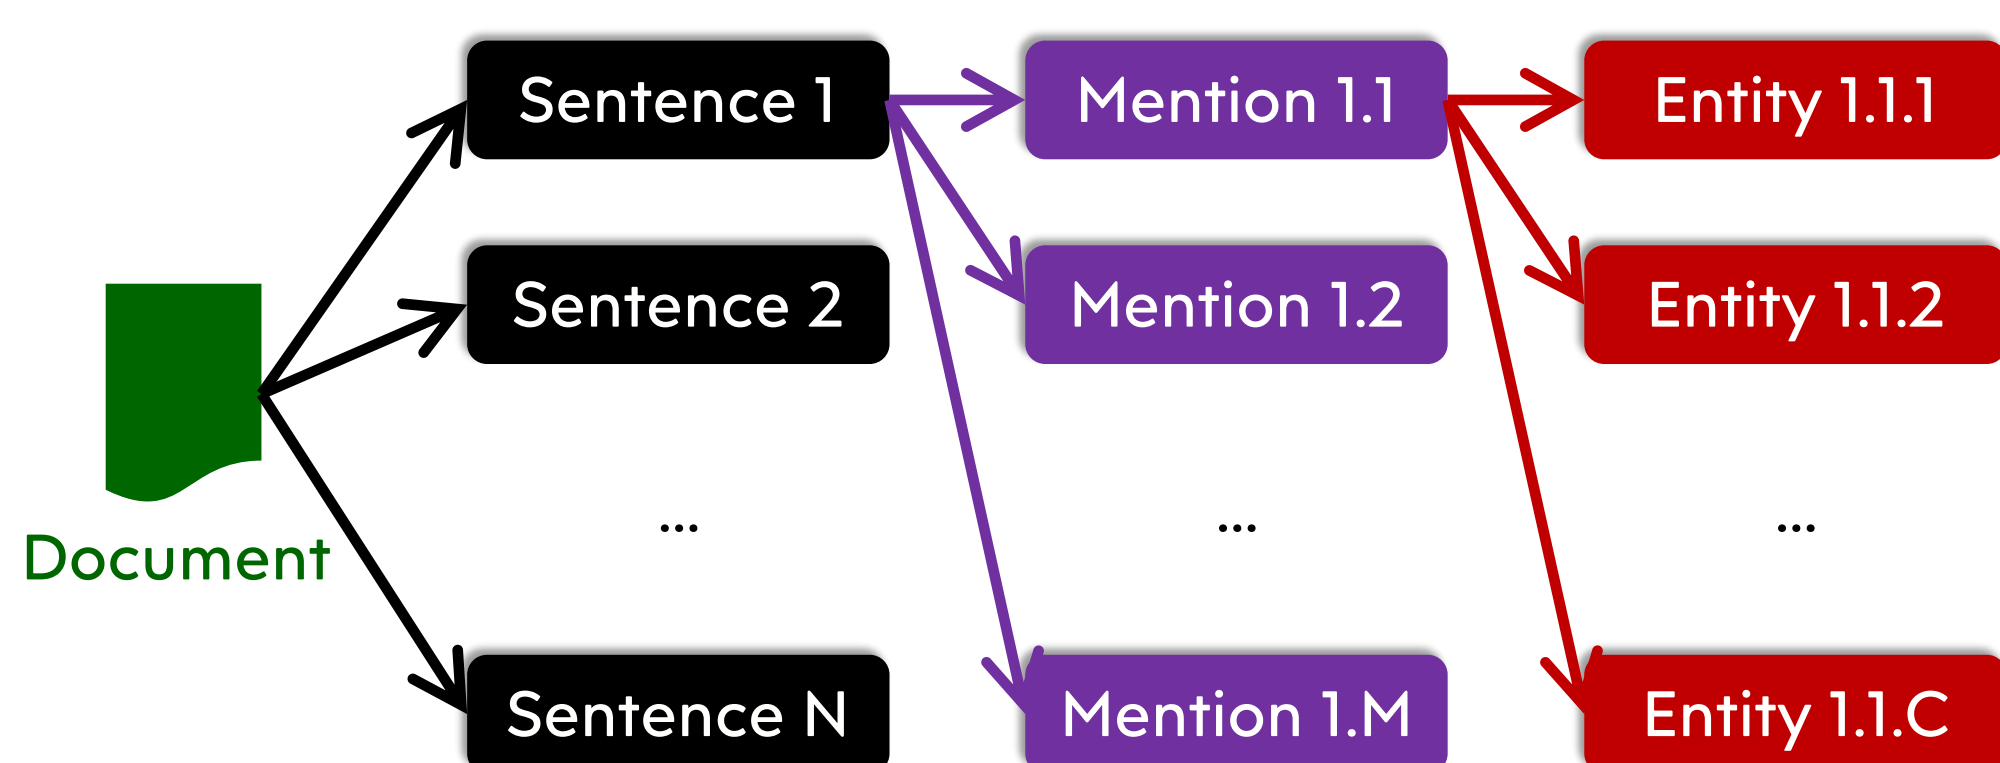 Sentence 1
Mention 1.1
Entity 1.1.1
Sentence 2
Mention 1.2
Entity 1.1.2
...
...
...
Document
Sentence N
Mention 1.M
Entity 1.1.C